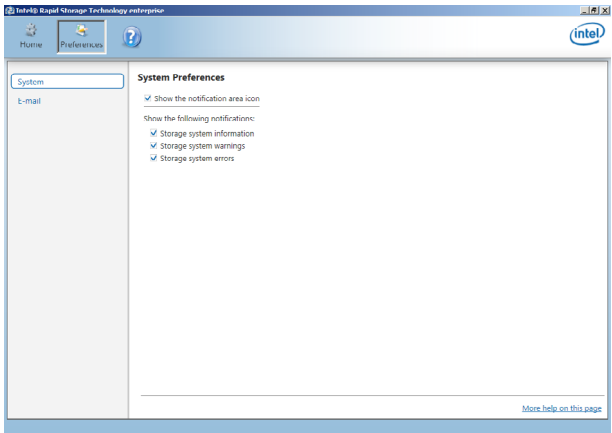 Intel® Rapid Storage Technology enterprise
Home
Preferences
?
intel
System
E-mail
System Preferences
Show the notification area icon
Show the following notifications:
Storage system information
Storage system warnings
Storage system errors
More help on this page